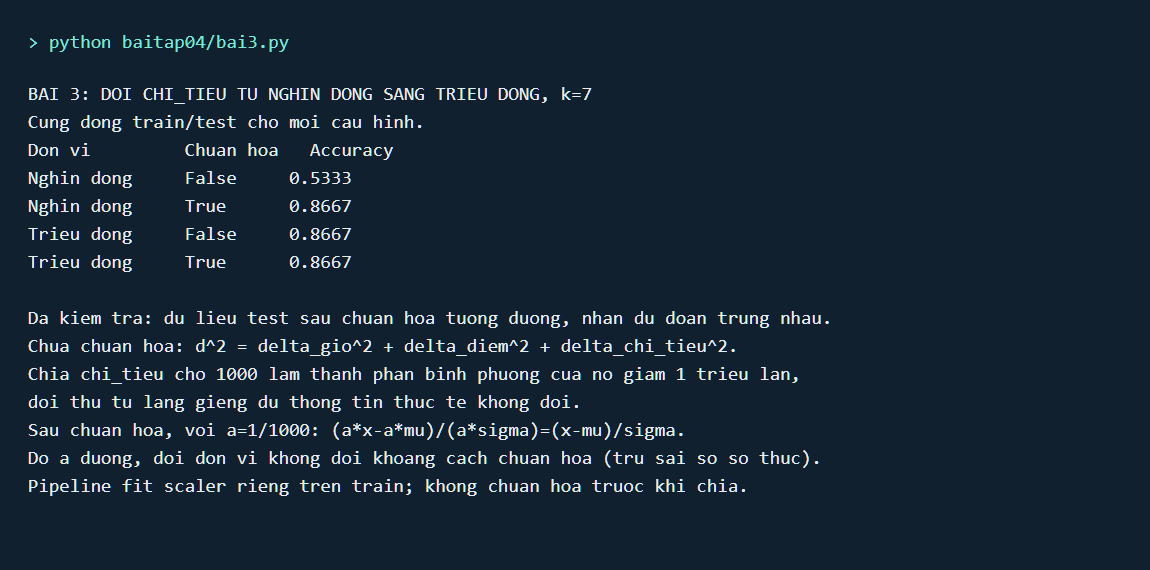 > python baitap04/bai3.py
BAI 3: DOI CHI_TIEU TU NGHIN DONG SANG TRIEU DONG, k=7
Cung dong train/test cho moi cau hinh.
Don vi         Chuan hoa   Accuracy
Nghin dong     False     0.5333
Nghin dong     True      0.8667
Trieu dong     False     0.8667
Trieu dong     True      0.8667
Da kiem tra: du lieu test sau chuan hoa tuong duong, nhan du doan trung nhau.
Chua chuan hoa: d^2 = delta_gio^2 + delta_diem^2 + delta_chi_tieu^2.
Chia chi_tieu cho 1000 lam thanh phan binh phuong cua no giam 1 trieu lan,
doi thu tu lang gieng du thong tin thuc te khong doi.
Sau chuan hoa, voi a=1/1000: (a*x-a*mu)/(a*sigma)=(x-mu)/sigma.
Do a duong, doi don vi khong doi khoang cach chuan hoa (tru sai so so thuc).
Pipeline fit scaler rieng tren train; khong chuan hoa truoc khi chia.